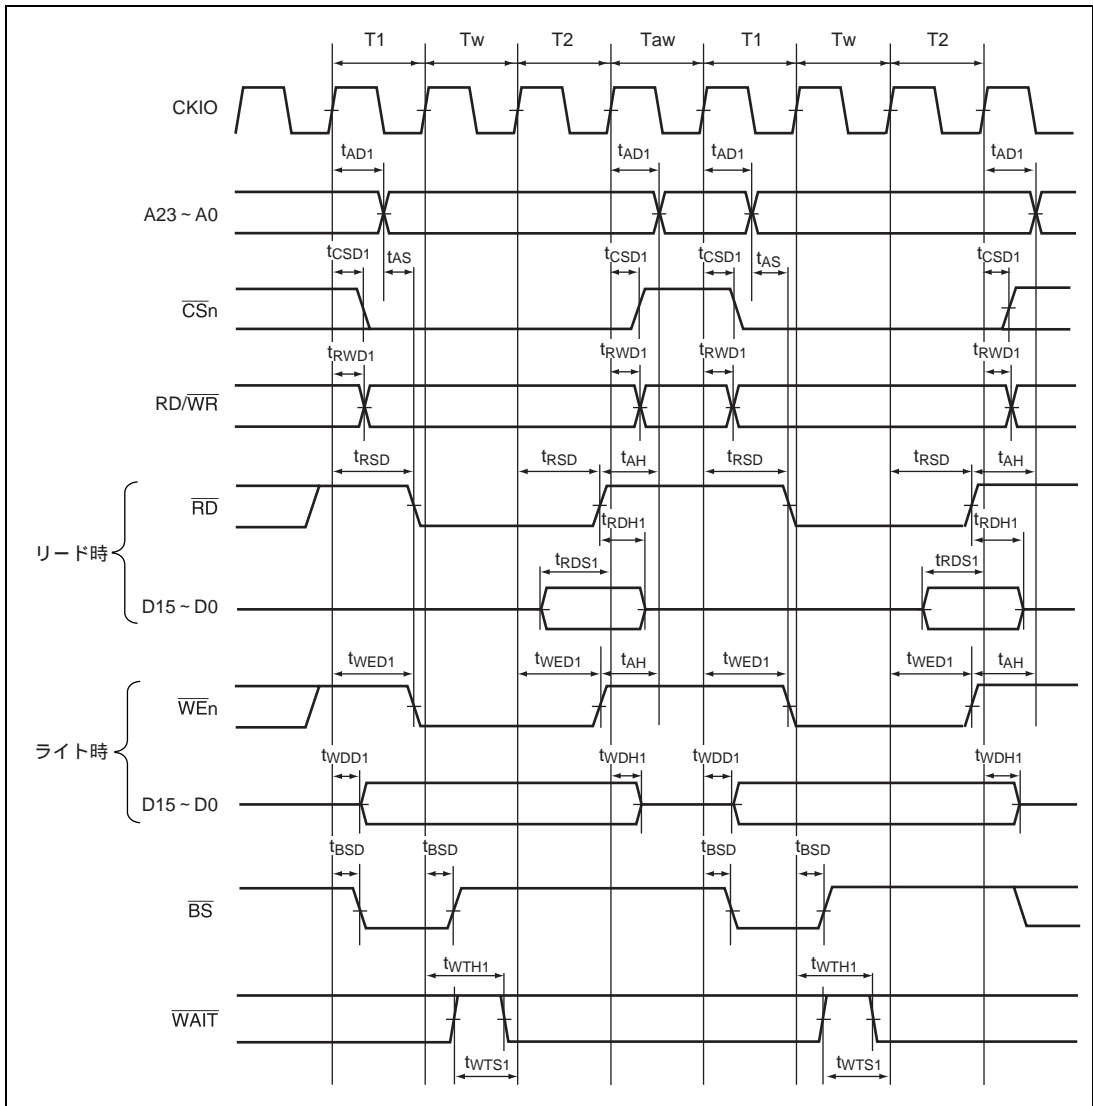 T1 Tw T2 Taw T1 Tw T2
CKIO
tAD1 tAD1 tAD1 tAD1
A23 ~ A0
tCSD1 tAS tCSD1 tCSD1 tAS tCSD1
CSn
tRWD1 tRWD1 tRWD1 tRWD1
RD/WR
tRSD tRSD tAH tRSD tRSD tAH
RD
tRDH1 tRDH1
リード時
tRDS1 tRDS1
D15 ~ D0
tWED1 tWED1 tAH tWED1 tWED1 tAH
WEn
ライト時
tWDD1 tWDH1 tWDD1 tWDH1
D15 ~ D0
tBSD tBSD tBSD tBSD
BS
tWTH1 tWTH1
WAIT
tWTS1 tWTS1